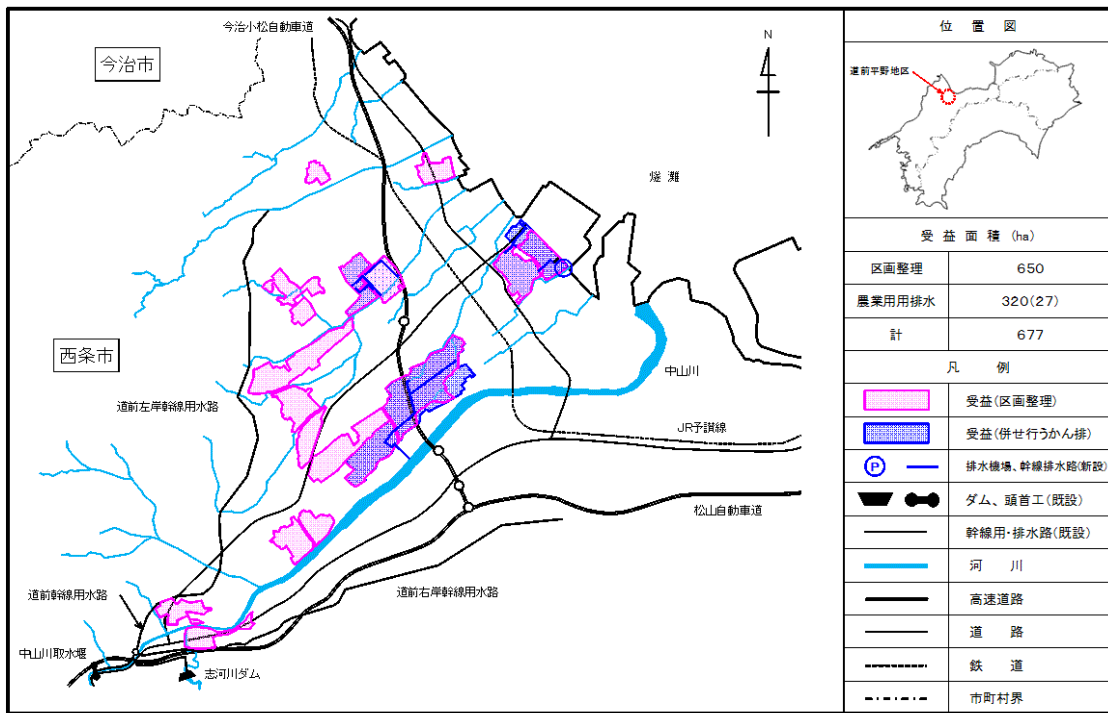 今治小松自動車道
今治市
N
燧 灘
西条市
中山川
道前左岸幹線用水路
JR予讃線
松山自動車道
道前幹線用水路
道前右岸幹線用水路
中山川取水堰
志河川ダム
P
位 置 図
道前平野地区
受 益 面 積 (ha)
区画整理 650
農業用用排水 320(27)
計 677
凡 例
受益(区画整理)
受益(併せ行うかん排)
P 排水機場、幹線排水路(新設)
ダム、頭首工(既設)
幹線用・排水路(既設)
河 川
高速道路
道 路
鉄 道
市町村界